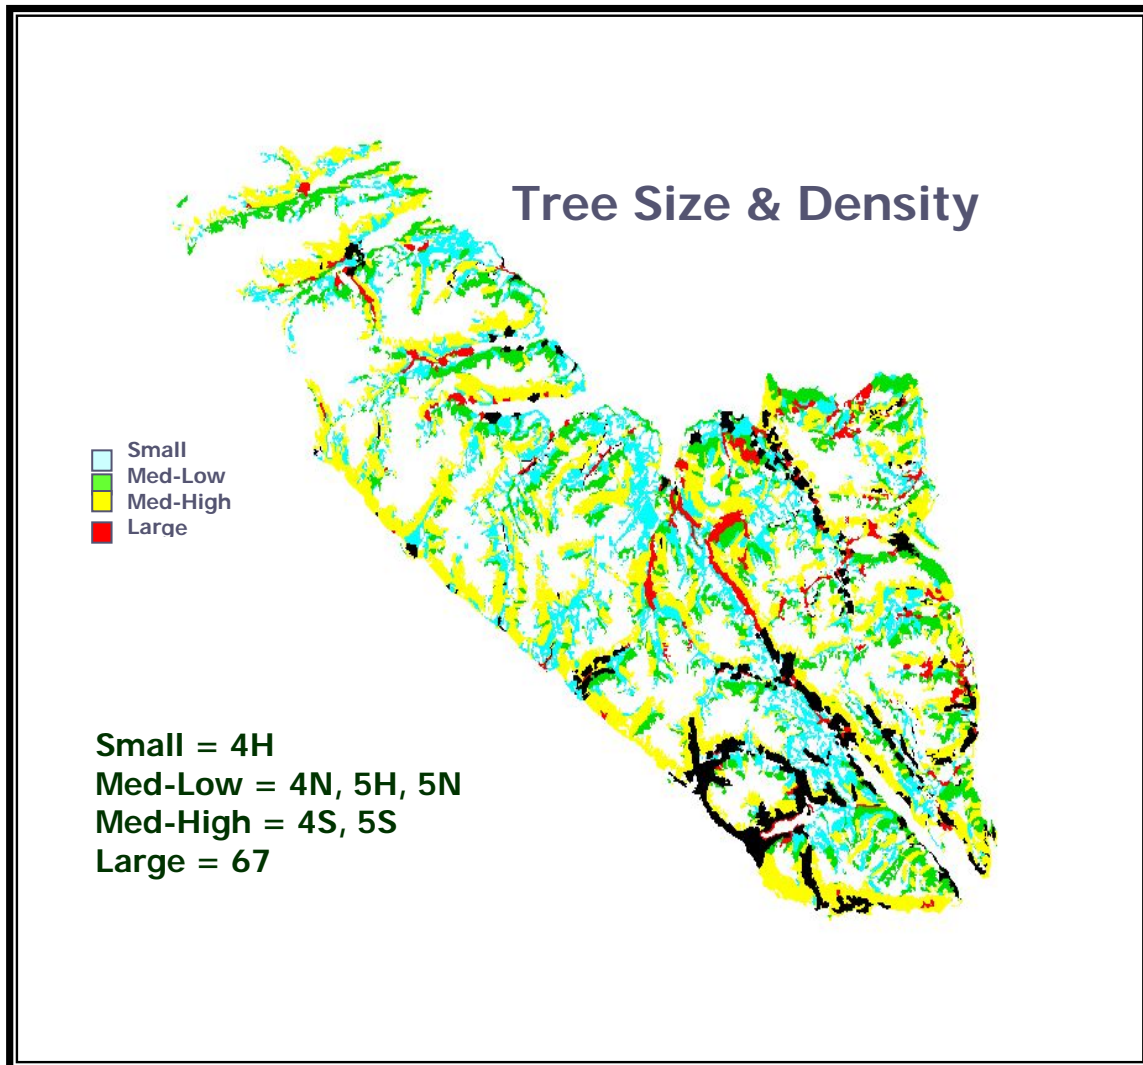 Tree Size & Density
Small
Med-Low
Med-High
Large
Small = 4H
Med-Low = 4N, 5H, 5N
Med-High = 4S, 5S
Large = 67